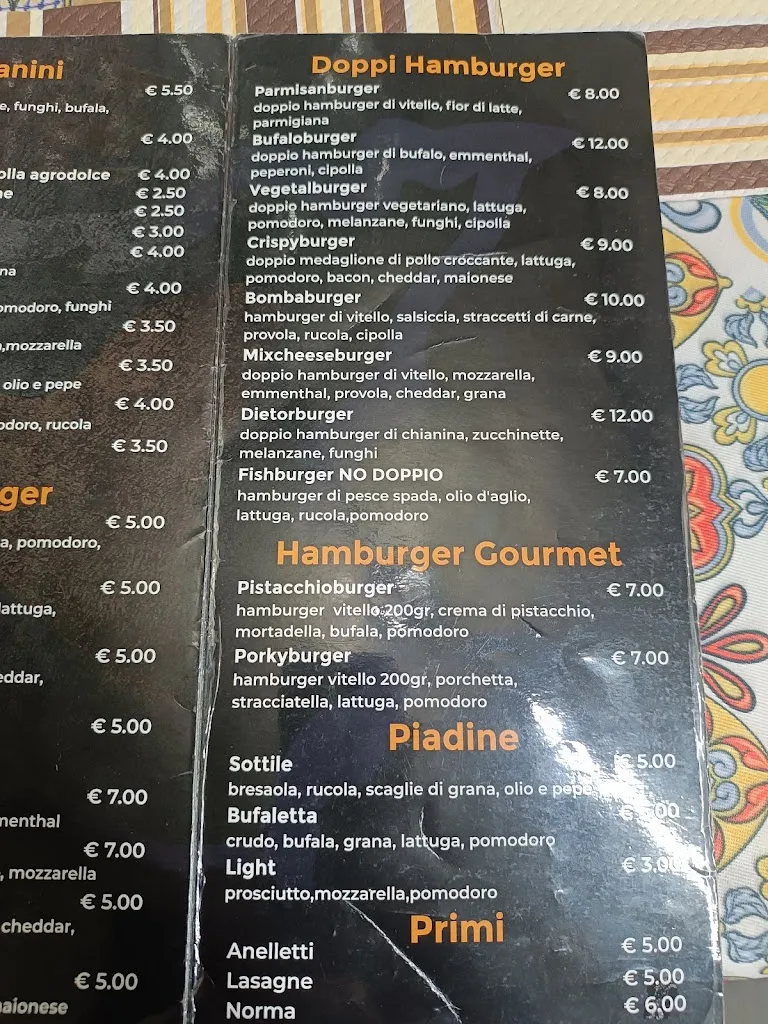 anini
€ 5.50
e, funghi, bufala,
€ 4.00
olla agrodolce € 4.00
ne € 2.50
€ 2.50
€ 3.00
€ 4.00
na
€ 4.00
omodoro, funghi
€ 3.50
,mozzarella
€ 3.50
olio e pepe
€ 4.00
odoro, rucola
€ 3.50
ger
€ 5.00
a, pomodoro,
€ 5.00
lattuga,
€ 5.00
eddar,
€ 5.00
€ 7.00
menthal
€ 7.00
, mozzarella
€ 5.00
cheddar,
€ 5.00
naionese
Doppi Hamburger
Parmisanburger € 8.00
doppio hamburger di vitello, fior di latte,
parmigiana
Bufaloburger € 12.00
doppio hamburger di bufalo, emmenthal,
peperoni, cipolla
Vegetalburger € 8.00
doppio hamburger vegetariano, lattuga,
pomodoro, melanzane, funghi, cipolla
Crispyburger € 9.00
doppio medaglione di pollo croccante, lattuga,
pomodoro, bacon, cheddar, maionese
Bombaburger € 10.00
hamburger di vitello, salsiccia, straccetti di carne,
provola, rucola, cipolla
Mixcheeseburger € 9.00
doppio hamburger di vitello, mozzarella,
emmenthal, provola, cheddar, grana
Dietorburger € 12.00
doppio hamburger di chianina, zucchinette,
melanzane, funghi
Fishburger NO DOPPIO € 7.00
hamburger di pesce spada, olio d'aglio,
lattuga, rucola,pomodoro
Hamburger Gourmet
Pistacchioburger € 7.00
hamburger vitello 200gr, crema di pistacchio,
mortadella, bufala, pomodoro
Porkyburger € 7.00
hamburger vitello 200gr, porchetta,
stracciatella, lattuga, pomodoro
Piadine
Sottile € 5.00
bresaola, rucola, scaglie di grana, olio e pepe
Bufaletta
crudo, bufala, grana, lattuga, pomodoro
Light € 3.00
prosciutto,mozzarella,pomodoro
Primi
Anelletti € 5.00
Lasagne € 5.00
Norma € 6.00